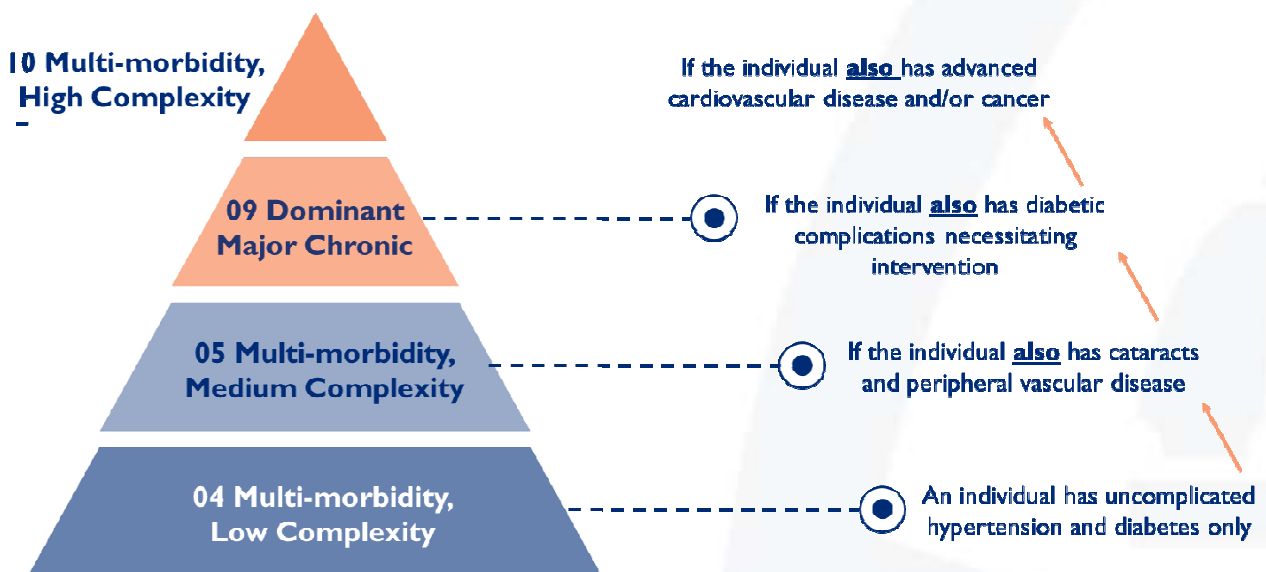 10 Multi-morbidity,
High Complexity
If the individual also has advanced
cardiovascular disease and/or cancer
09 Dominant
Major Chronic
If the individual also has diabetic
complications necessitating
intervention
05 Multi-morbidity,
Medium Complexity
If the individual also has cataracts
and peripheral vascular disease
04 Multi-morbidity,
Low Complexity
An individual has uncomplicated
hypertension and diabetes only